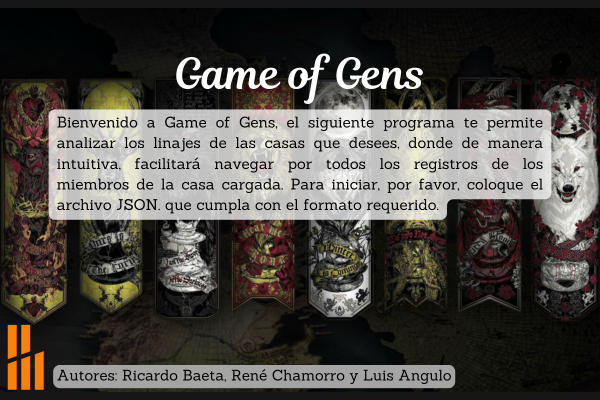 Game of Gens
Bienvenido a Game of Gens, el siguiente programa te permite
analizar los linajes de las casas que desees, donde de manera
intuitiva, facilitará navegar por todos los registros de los
miembros de la casa cargada. Para iniciar, por favor, coloque el
archivo JSON. que cumpla con el formato requerido.
Autores: Ricardo Baeta, René Chamorro y Luis Angulo